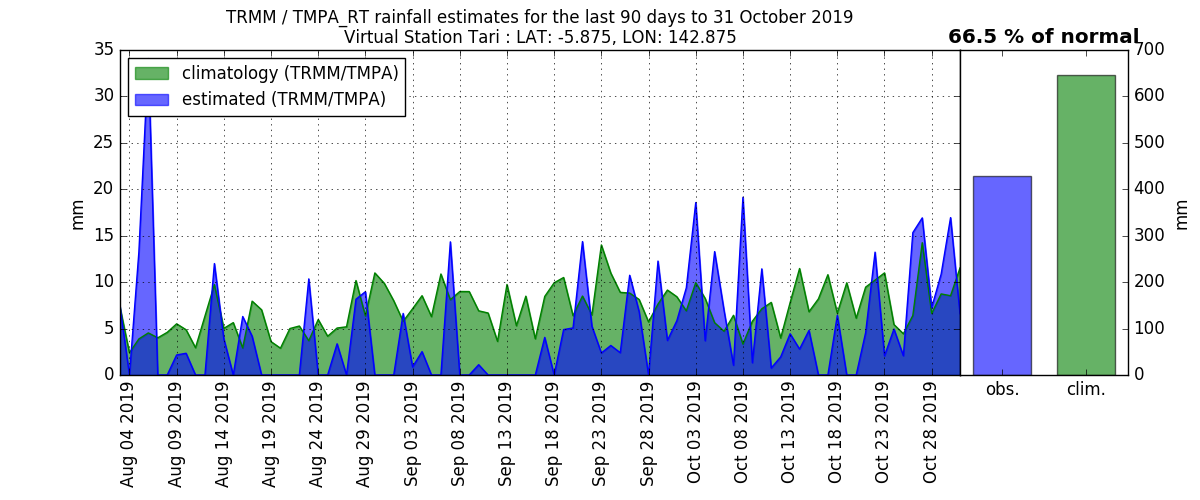 TRMM / TMPA_RT rainfall estimates for the last 90 days to 31 October 2019
Virtual Station Tari : LAT: -5.875, LON: 142.875
66.5 % of normal
climatology (TRMM/TMPA)
estimated (TRMM/TMPA)
35
30
25
20
15
10
5
0
mm
Aug 04 2019
Aug 09 2019
Aug 14 2019
Aug 19 2019
Aug 24 2019
Aug 29 2019
Sep 03 2019
Sep 08 2019
Sep 13 2019
Sep 18 2019
Sep 23 2019
Sep 28 2019
Oct 03 2019
Oct 08 2019
Oct 13 2019
Oct 18 2019
Oct 23 2019
Oct 28 2019
700
600
500
400
300
200
100
0
mm
obs.
clim.